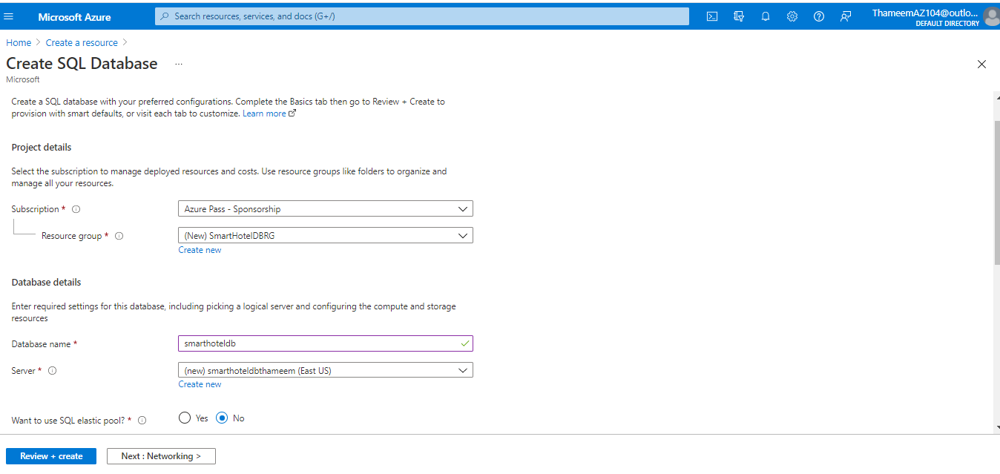 Microsoft Azure
Search resources, services, and docs (G+/)
ThameemAZ104@outlo...
DEFAULT DIRECTORY
Home > Create a resource >
Create SQL Database ...
Microsoft
Create a SQL database with your preferred configurations. Complete the Basics tab then go to Review + Create to
provision with smart defaults, or visit each tab to customize. Learn more
Project details
Select the subscription to manage deployed resources and costs. Use resource groups like folders to organize and
manage all your resources.
Subscription *
Azure Pass - Sponsorship
Resource group *
(New) SmartHotelDBRG
Create new
Database details
Enter required settings for this database, including picking a logical server and configuring the compute and storage
resources
Database name *
smarthoteldb
Server *
(new) smarthoteldbthameem (East US)
Create new
Want to use SQL elastic pool? *
Yes
No
Review + create
Next : Networking >